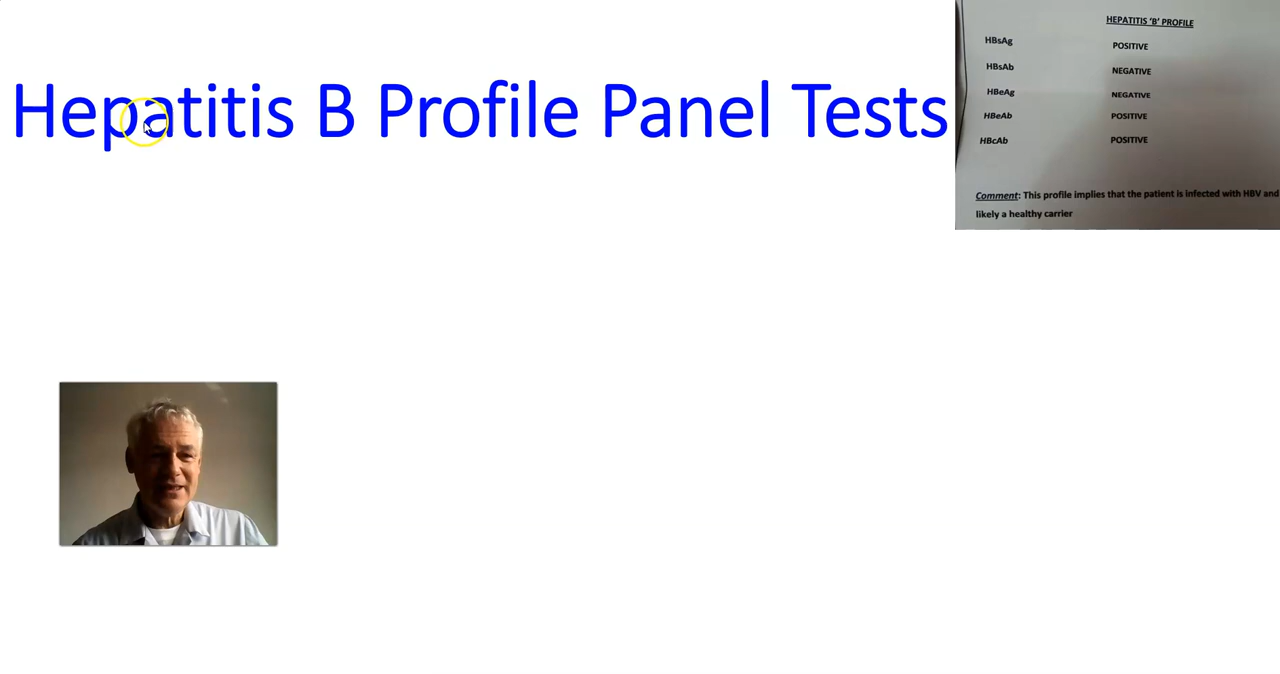 Hepatitis B Profile Panel Tests
HEPATITIS 'B' PROFILE
HBsAg POSITIVE
HBsAb NEGATIVE
HBeAg NEGATIVE
HBeAb POSITIVE
HBcAb POSITIVE
Comment: This profile implies that the patient is infected with HBV and
likely a healthy carrier